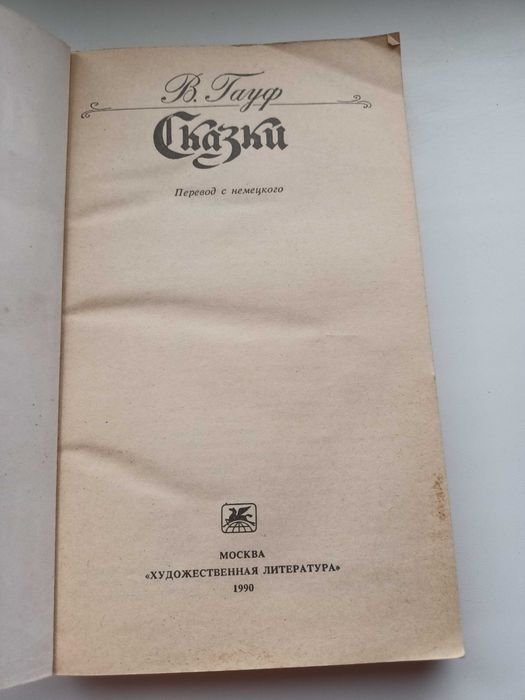 В. Гауф
Сказки
Перевод с немецкого
МОСКВА
«ХУДОЖЕСТВЕННАЯ ЛИТЕРАТУРА»
1990